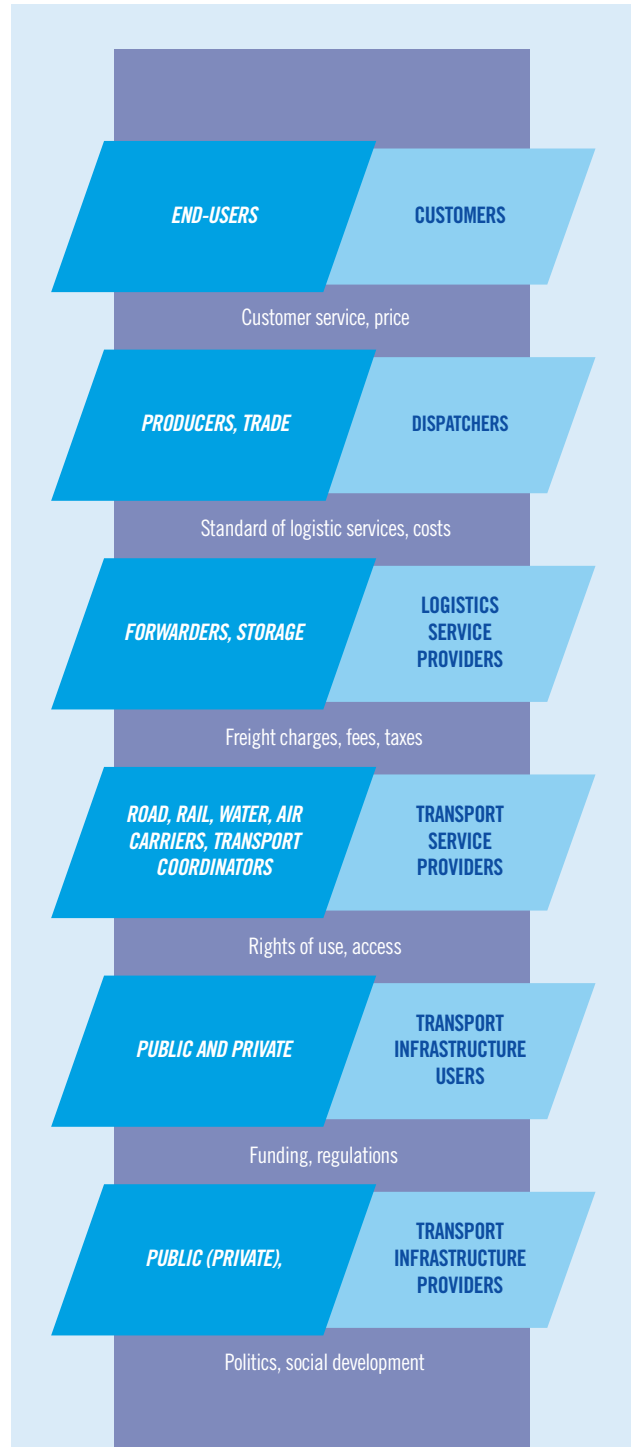 END-USERS
CUSTOMERS
Customer service, price
PRODUCERS, TRADE
DISPATCHERS
Standard of logistic services, costs
FORWARDERS, STORAGE
LOGISTICS
SERVICE
PROVIDERS
Freight charges, fees, taxes
ROAD, RAIL, WATER, AIR
CARRIERS, TRANSPORT
COORDINATORS
TRANSPORT
SERVICE
PROVIDERS
Rights of use, access
PUBLIC AND PRIVATE
TRANSPORT
INFRASTRUCTURE
USERS
Funding, regulations
PUBLIC (PRIVATE),
TRANSPORT
INFRASTRUCTURE
PROVIDERS
Politics, social development